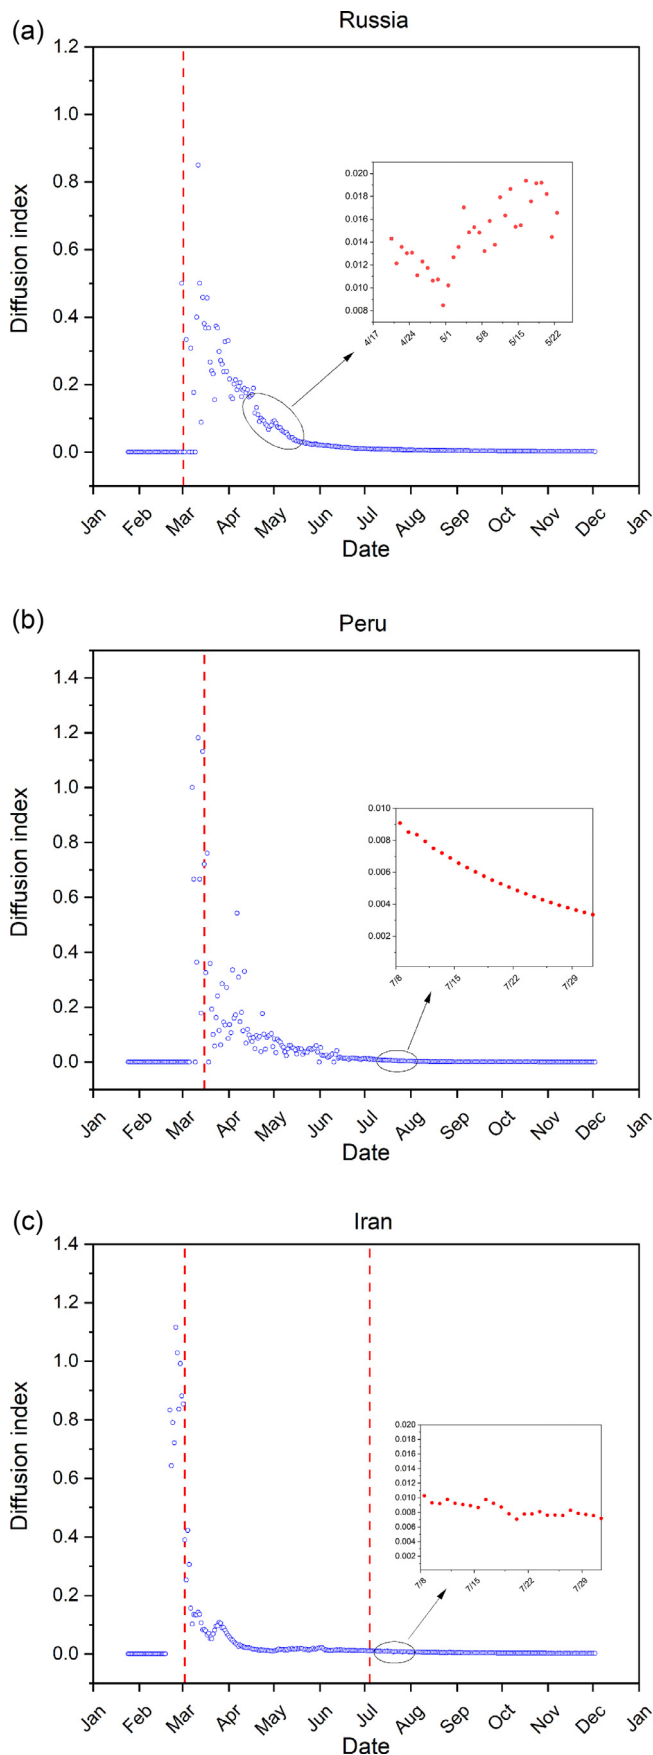 (a)
Russia
1.2
1.0
0.8
0.6
0.4
0.2
0.0
Diffusion index
0.020
0.018
0.016
0.014
0.012
0.010
0.008
4/17 4/24 5/1 5/8 5/15 5/22
Jan Feb Mar Apr May Jun Jul Aug Sep Oct Nov Dec Jan
Date
(b)
Peru
1.4
1.2
1.0
0.8
0.6
0.4
0.2
0.0
Diffusion index
0.010
0.008
0.006
0.004
0.002
7/8 7/15 7/22 7/29
Jan Feb Mar Apr May Jun Jul Aug Sep Oct Nov Dec Jan
Date
(c)
Iran
1.4
1.2
1.0
0.8
0.6
0.4
0.2
0.0
Diffusion index
0.020
0.018
0.016
0.014
0.012
0.010
0.008
0.006
0.004
0.002
7/8 7/15 7/22 7/29
Jan Feb Mar Apr May Jun Jul Aug Sep Oct Nov Dec Jan
Date